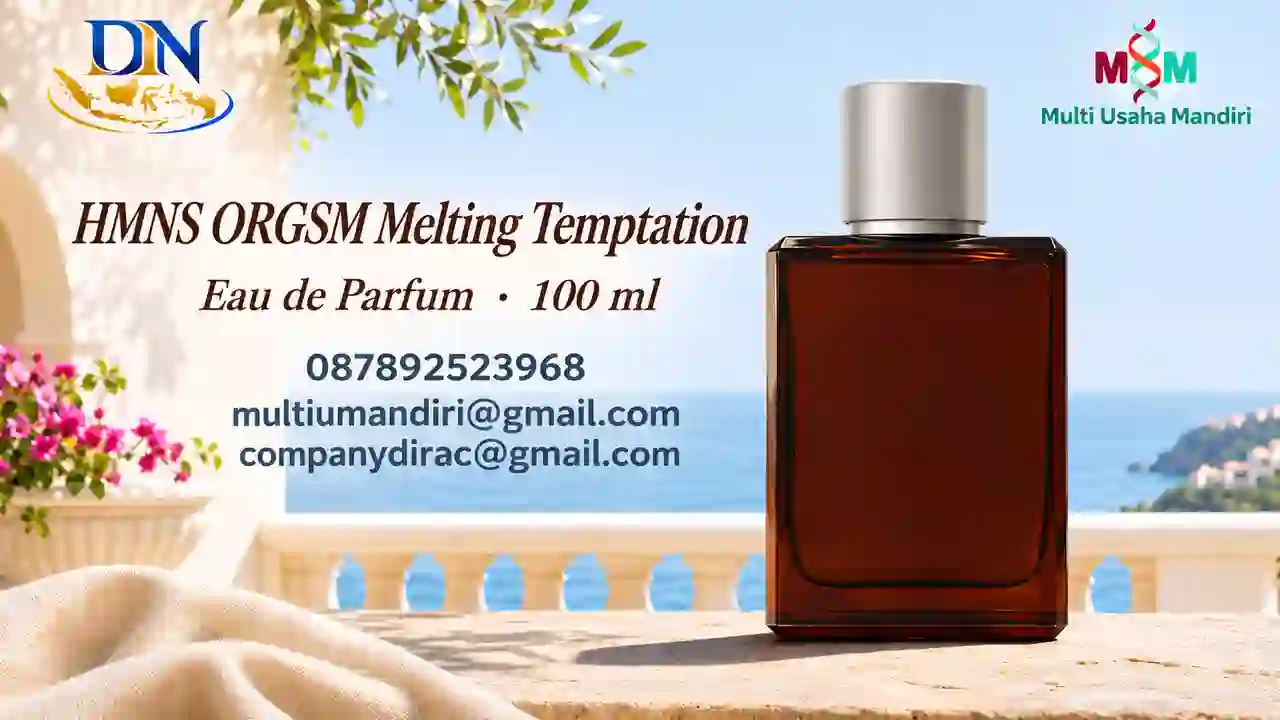 DN
MSM
Multi Usaha Mandiri
HMNS ORGSM Melting Temptation
Eau de Parfum · 100 ml
087892523968
multiumandiri@gmail.com
companydirac@gmail.com